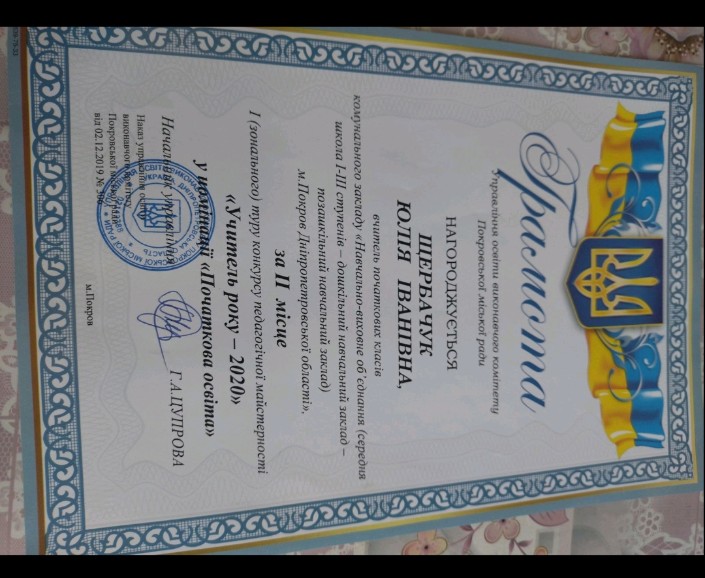 Грамота
Управління освіти виконавчого комітету
Покровської міської ради
НАГОРОДЖУЄТЬСЯ
ЩЕРБАЧУК
ЮЛІЯ ІВАНІВНА,
вчитель початкових класів
комунального закладу «Навчально-виховне об'єднання (середня
школа І-ІІІ ступенів – дошкільний навчальний заклад –
позашкільний навчальний заклад)
м.Покров Дніпропетровської області»,
за ІІ місце
І (зонального) туру конкурсу педагогічної майстерності
«Учитель року – 2020»
у номінації «Початкова освіта»
Начальник управління Г.А.ЦУПРОВА
Наказ управління освіти
виконавчого комітету
Покровської міської ради
від 02.12.2019 №
м.Покров